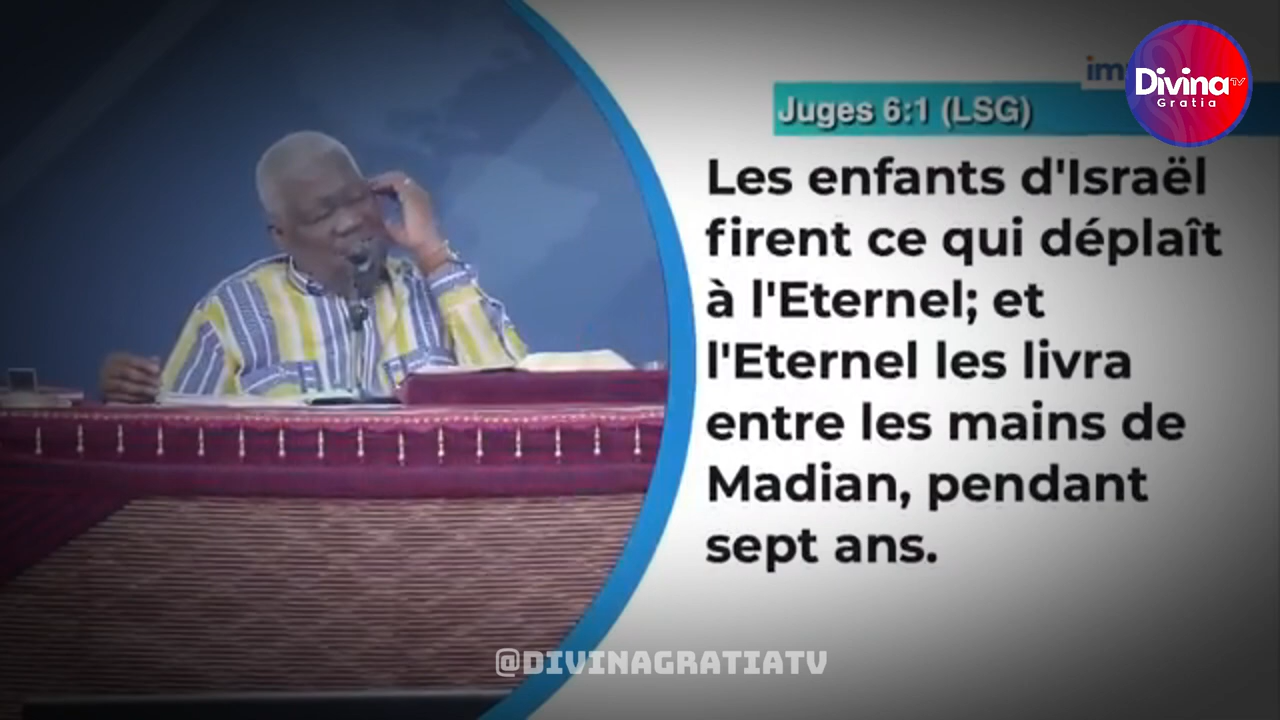 Divina TV
Gratia
Juges 6:1 (LSG)
Les enfants d'Israël
firent ce qui déplaît
à l'Eternel; et
l'Eternel les livra
entre les mains de
Madian, pendant
sept ans.
@DIVINAGRATIATV